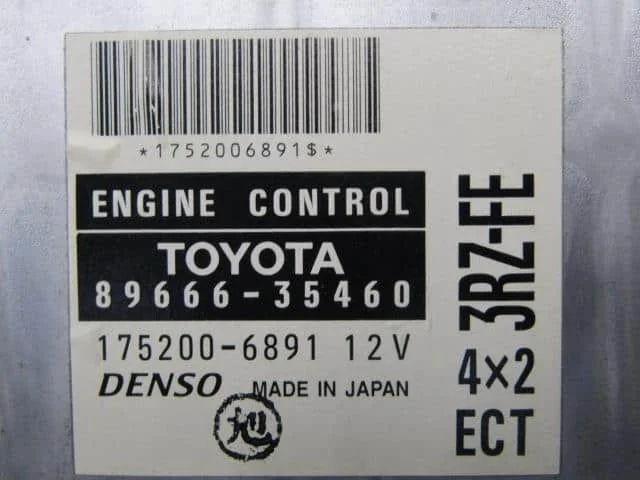 *1752006891$*
ENGINE CONTROL
TOYOTA
89666-35460
175200-6891 12V
DENSO MADE IN JAPAN
旭
3RZ-FE
4×2
ECT